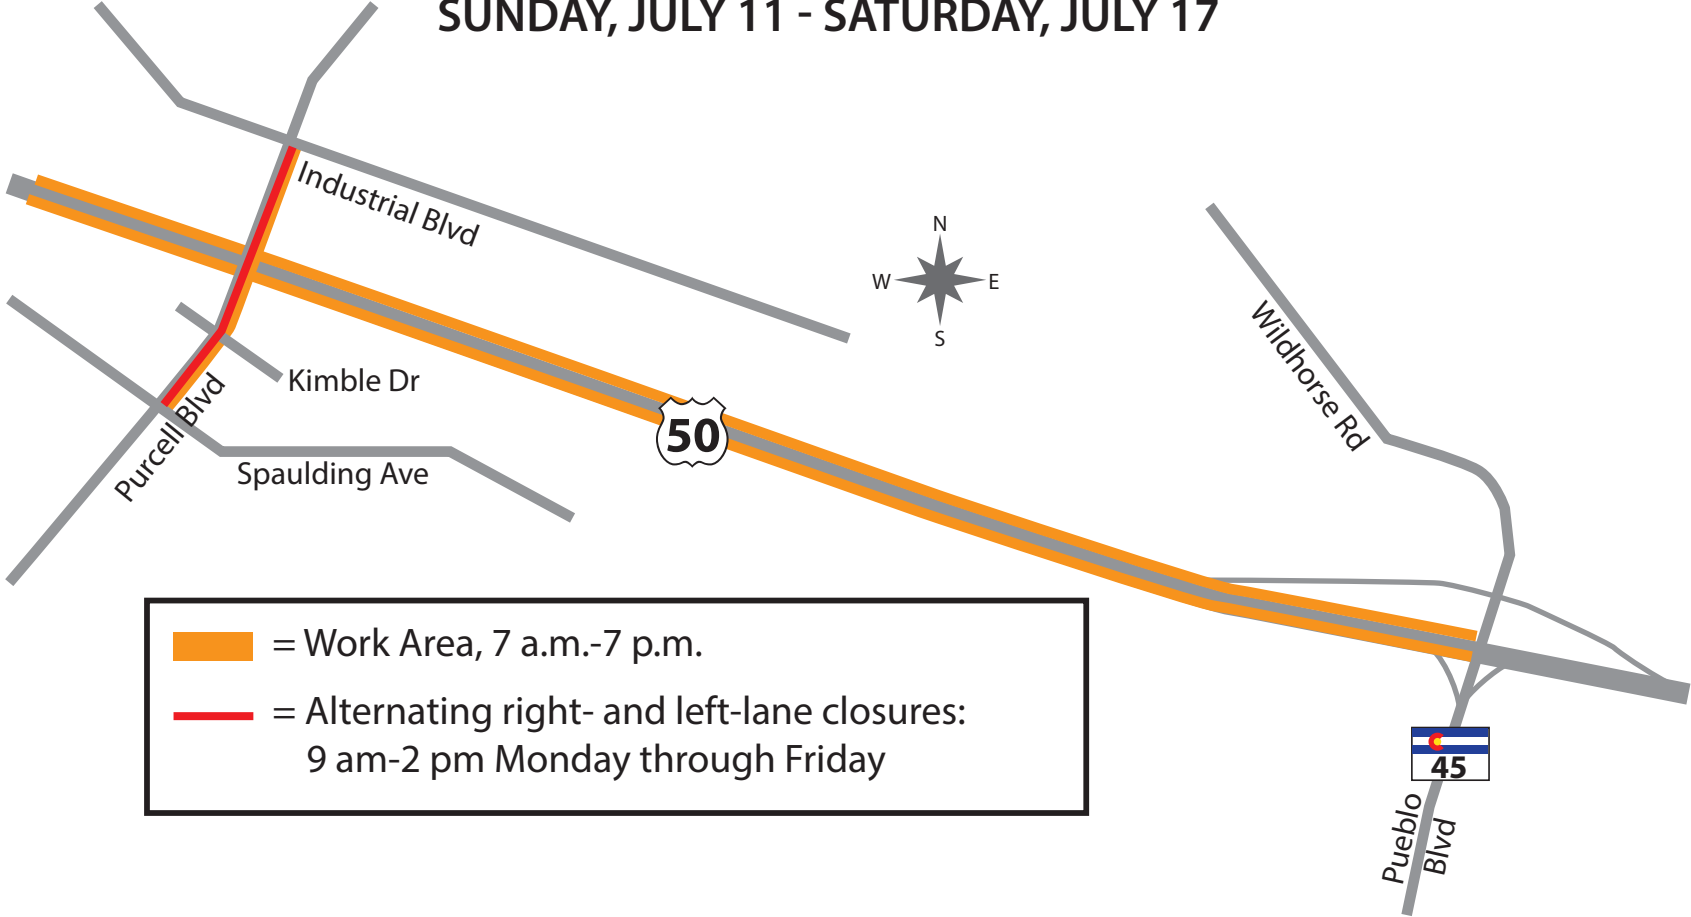 SUNDAY, JULY 11 - SATURDAY, JULY 17
Industrial Blvd
N
W E
S
Wildhorse Rd
Kimble Dr
Purcell Blvd
50
Spaulding Ave
= Work Area, 7 a.m.-7 p.m.
= Alternating right- and left-lane closures:
9 am-2 pm Monday through Friday
45
Pueblo
Blvd